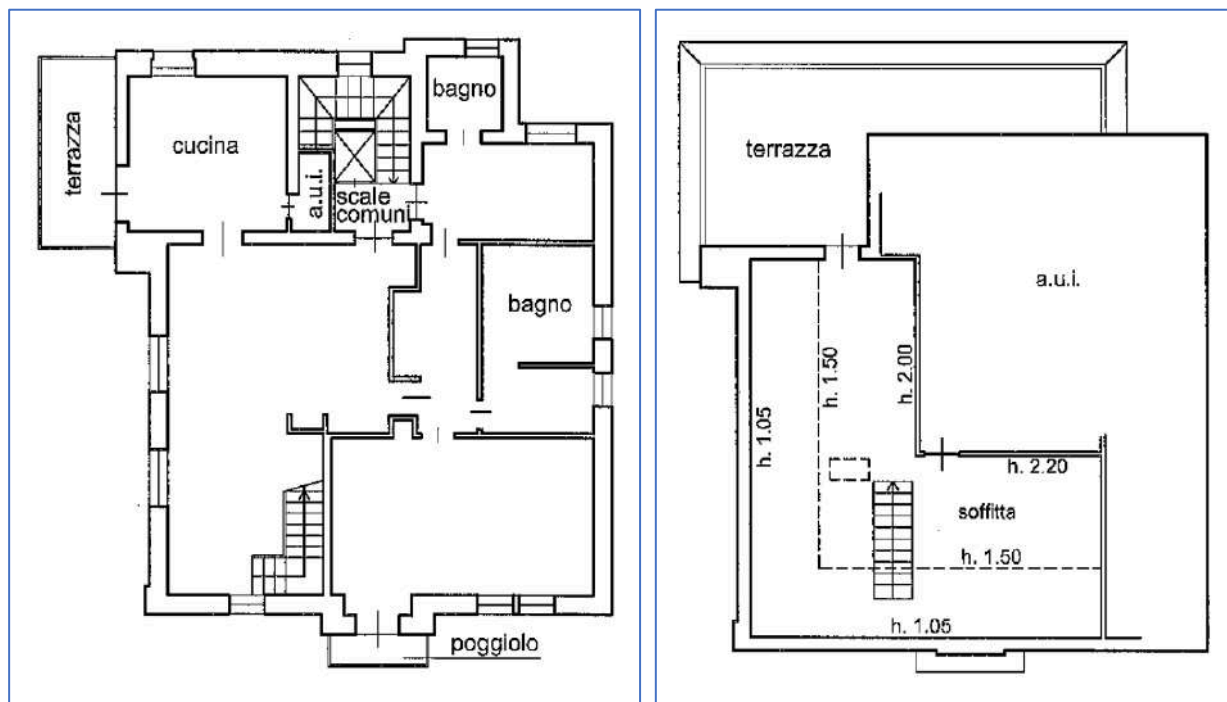 bagno
cucina
terrazza
a.u.i.
scale
comuni
bagno
poggiolo
terrazza
a.u.i.
h. 1.50
h. 2.00
h. 1.05
h. 2.20
soffitta
h. 1.50
h. 1.05